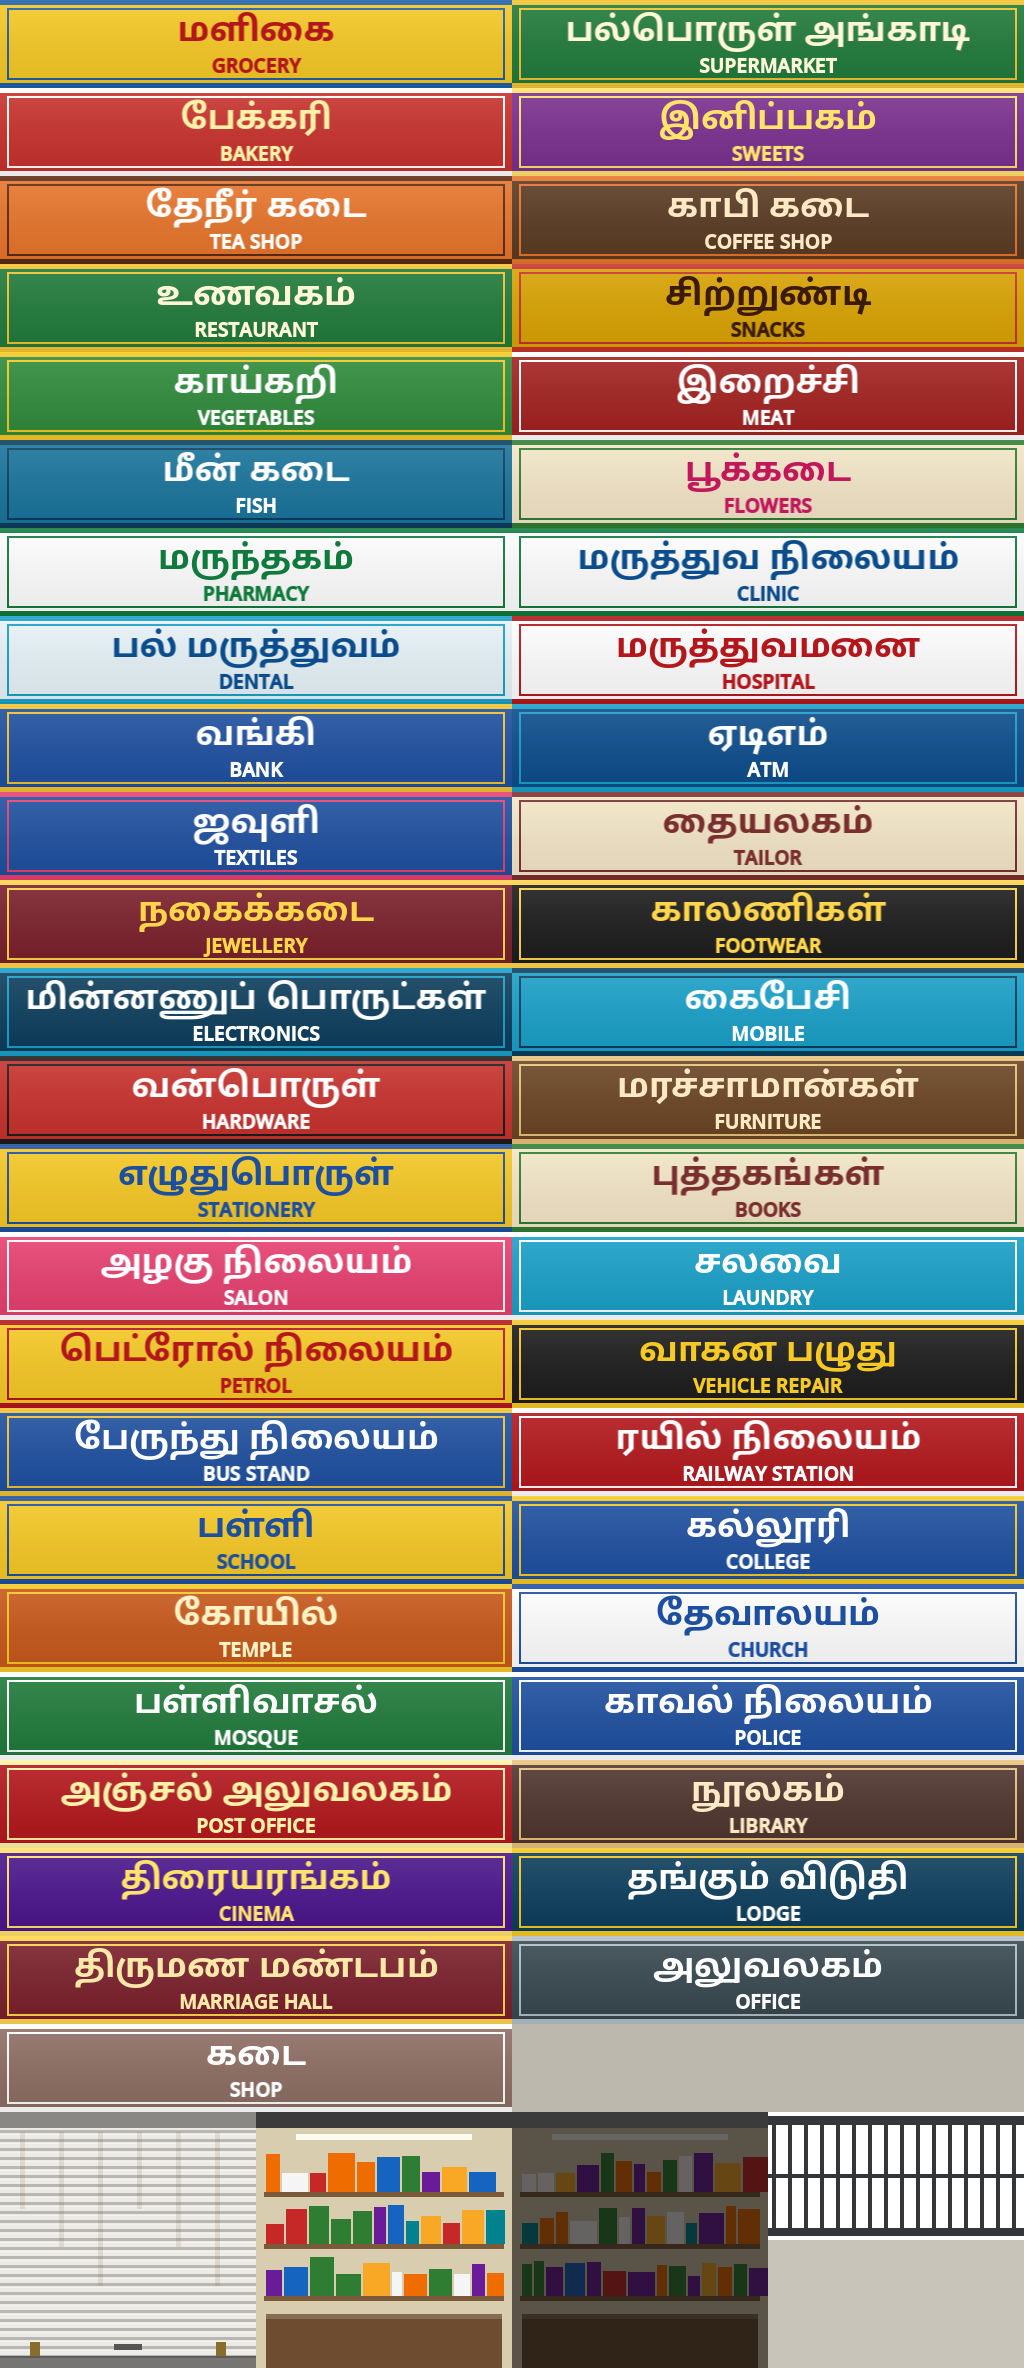 மளிகை
GROCERY
பல்பொருள் அங்காடி
SUPERMARKET
பேக்கரி
BAKERY
இனிப்பகம்
SWEETS
தேநீர் கடை
TEA SHOP
காபி கடை
COFFEE SHOP
உணவகம்
RESTAURANT
சிற்றுண்டி
SNACKS
காய்கறி
VEGETABLES
இறைச்சி
MEAT
மீன் கடை
FISH
பூக்கடை
FLOWERS
மருந்தகம்
PHARMACY
மருத்துவ நிலையம்
CLINIC
பல் மருத்துவம்
DENTAL
மருத்துவமனை
HOSPITAL
வங்கி
BANK
ஏடிஎம்
ATM
ஜவுளி
TEXTILES
தையலகம்
TAILOR
நகைக்கடை
JEWELLERY
காலணிகள்
FOOTWEAR
மின்னணுப் பொருட்கள்
ELECTRONICS
கைபேசி
MOBILE
வன்பொருள்
HARDWARE
மரச்சாமான்கள்
FURNITURE
எழுதுபொருள்
STATIONERY
புத்தகங்கள்
BOOKS
அழகு நிலையம்
SALON
சலவை
LAUNDRY
பெட்ரோல் நிலையம்
PETROL
வாகன பழுது
VEHICLE REPAIR
பேருந்து நிலையம்
BUS STAND
ரயில் நிலையம்
RAILWAY STATION
பள்ளி
SCHOOL
கல்லூரி
COLLEGE
கோயில்
TEMPLE
தேவாலயம்
CHURCH
பள்ளிவாசல்
MOSQUE
காவல் நிலையம்
POLICE
அஞ்சல் அலுவலகம்
POST OFFICE
நூலகம்
LIBRARY
திரையரங்கம்
CINEMA
தங்கும் விடுதி
LODGE
திருமண மண்டபம்
MARRIAGE HALL
அலுவலகம்
OFFICE
கடை
SHOP